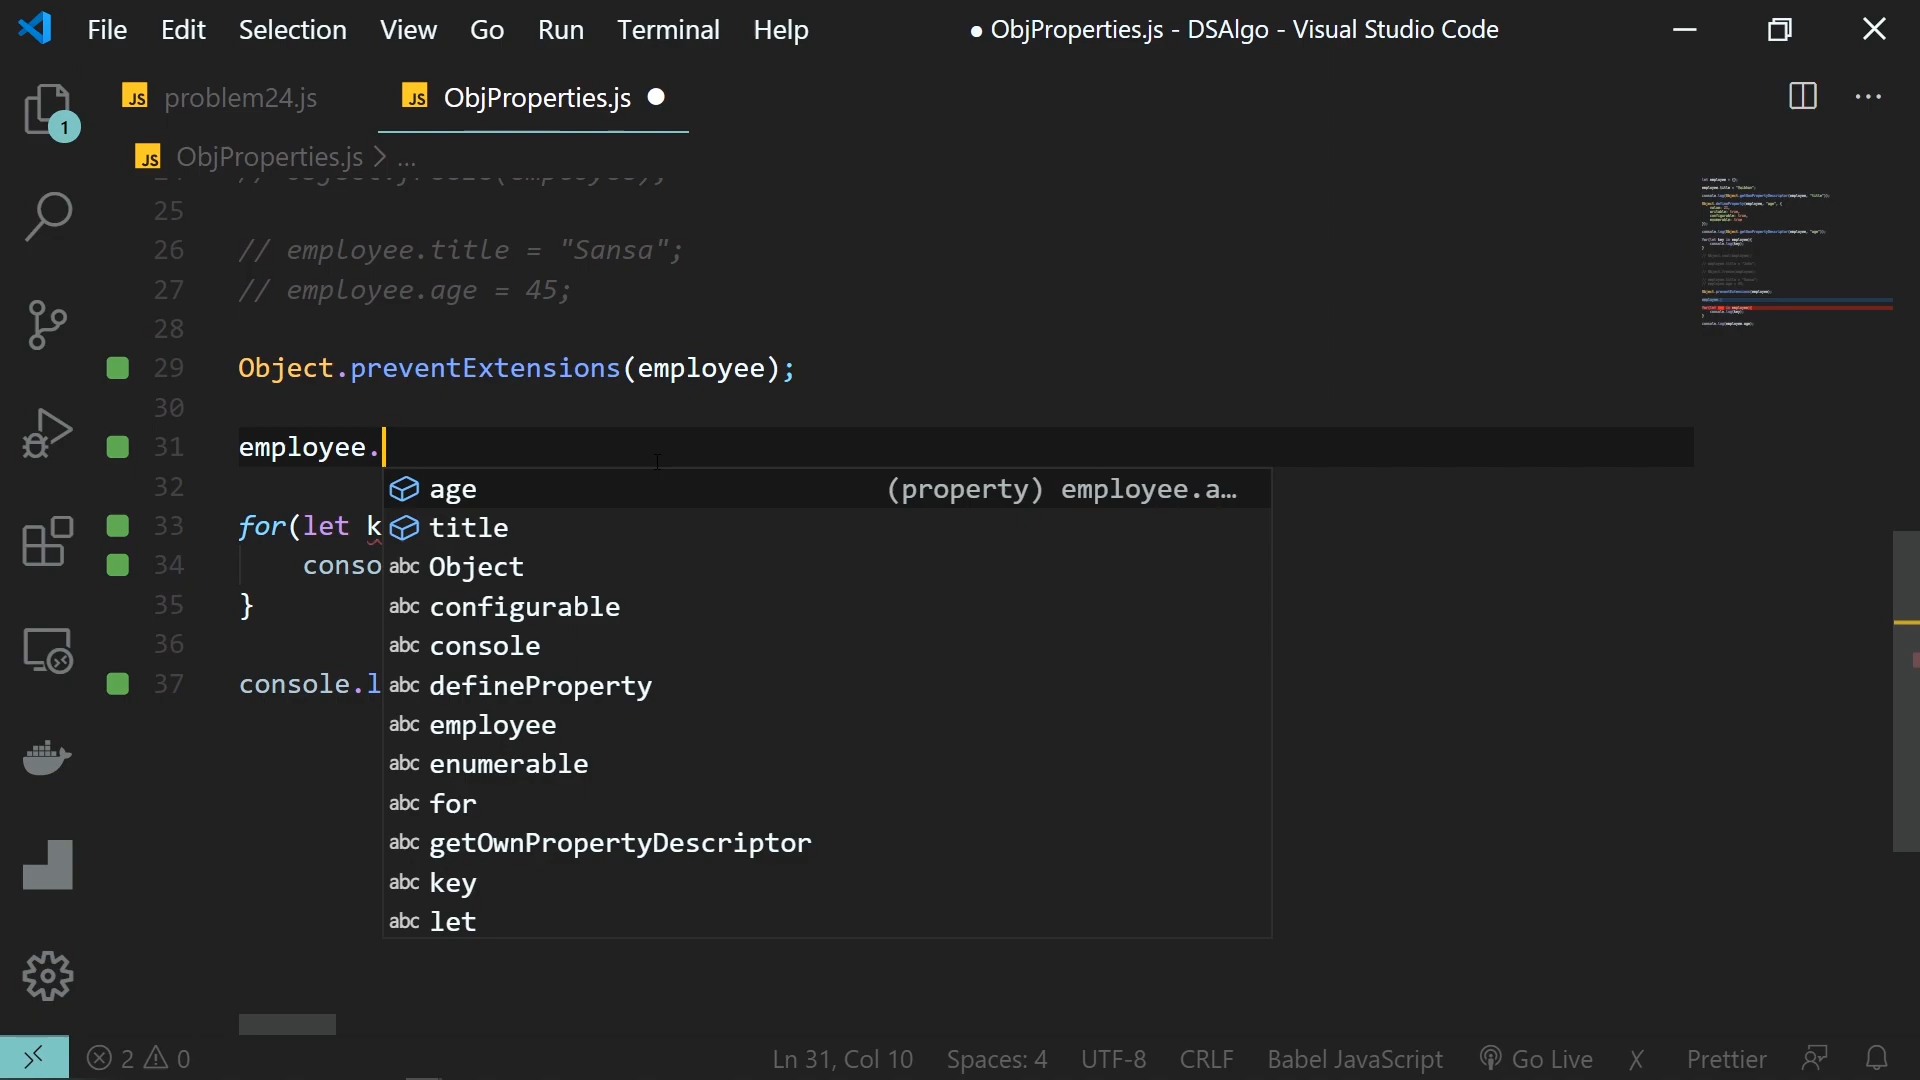 File Edit Selection View Go Run Terminal Help ● ObjProperties.js - DSAlgo - Visual Studio Code
JS problem24.js JS ObjProperties.js ●
JS ObjProperties.js > ...
25
26 // employee.title = "Sansa";
27 // employee.age = 45;
28
29 Object.preventExtensions(employee);
30
31 employee.
32
33 for(let k
34 conso
35 }
36
37 console.l
age (property) employee.a…
title
abc Object
abc configurable
abc console
abc defineProperty
abc employee
abc enumerable
abc for
abc getOwnPropertyDescriptor
abc key
abc let
1
2 0 Ln 31, Col 10 Spaces: 4 UTF-8 CRLF Babel JavaScript Go Live X Prettier